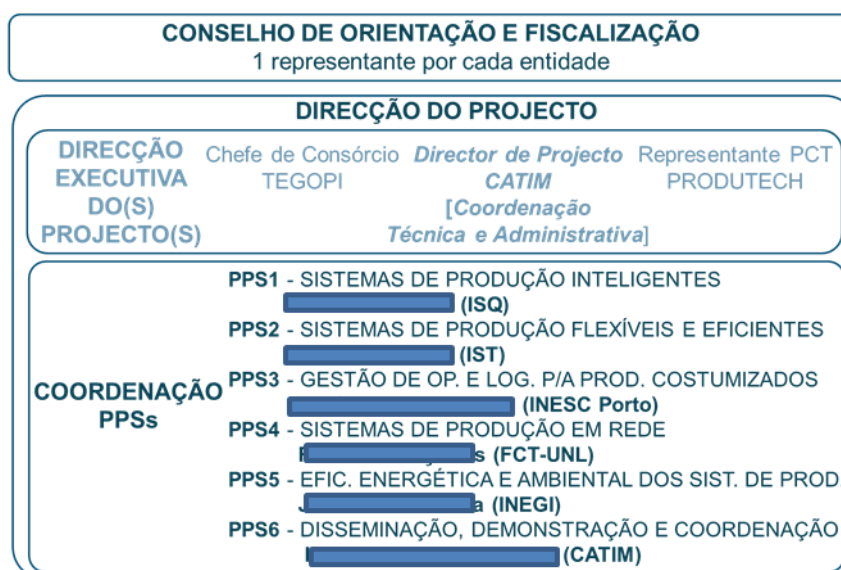 CONSELHO DE ORIENTAÇÃO E FISCALIZAÇÃO
1 representante por cada entidade
DIRECÇÃO DO PROJECTO
DIRECÇÃO
EXECUTIVA
DO(S)
PROJECTO(S)
Chefe de Consórcio
TEGOPI
Director de Projecto
CATIM
[Coordenação
Técnica e Administrativa]
Representante PCT
PRODUTECH
COORDENAÇÃO
PPSs
PPS1 - SISTEMAS DE PRODUÇÃO INTELIGENTES
(ISQ)
PPS2 - SISTEMAS DE PRODUÇÃO FLEXÍVEIS E EFICIENTES
(IST)
PPS3 - GESTÃO DE OP. E LOG. P/A PROD. COSTUMIZADOS
(INESC Porto)
PPS4 - SISTEMAS DE PRODUÇÃO EM REDE
(FCT-UNL)
PPS5 - EFIC. ENERGÉTICA E AMBIENTAL DOS SIST. DE PROD.
(INEGI)
PPS6 - DISSEMINAÇÃO, DEMONSTRAÇÃO E COORDENAÇÃO
(CATIM)